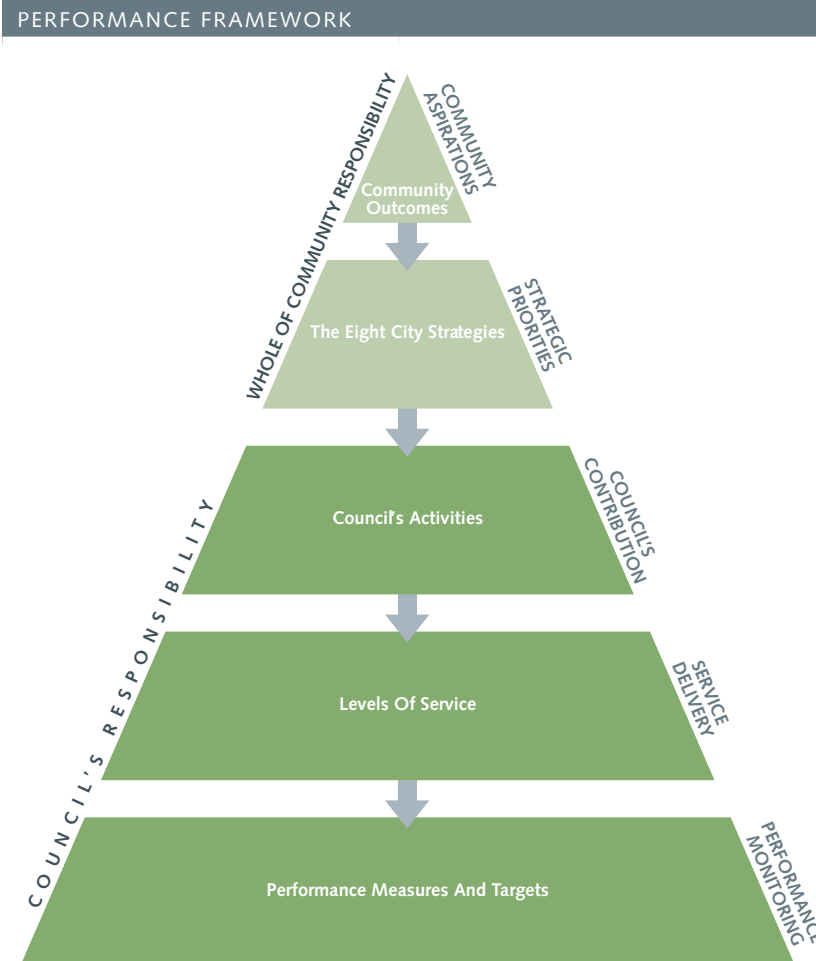 PERFORMANCE FRAMEWORK
WHOLE OF COMMUNITY RESPONSIBILITY
COMMUNITY
ASPIRATIONS
Community
Outcomes
STRATEGIC
PRIORITIES
The Eight City Strategies
COUNCIL'S
CONTRIBUTION
Council's Activities
COUNCIL'S RESPONSIBILITY
SERVICE
DELIVERY
Levels Of Service
PERFORMANCE
MONITORING
Performance Measures And Targets